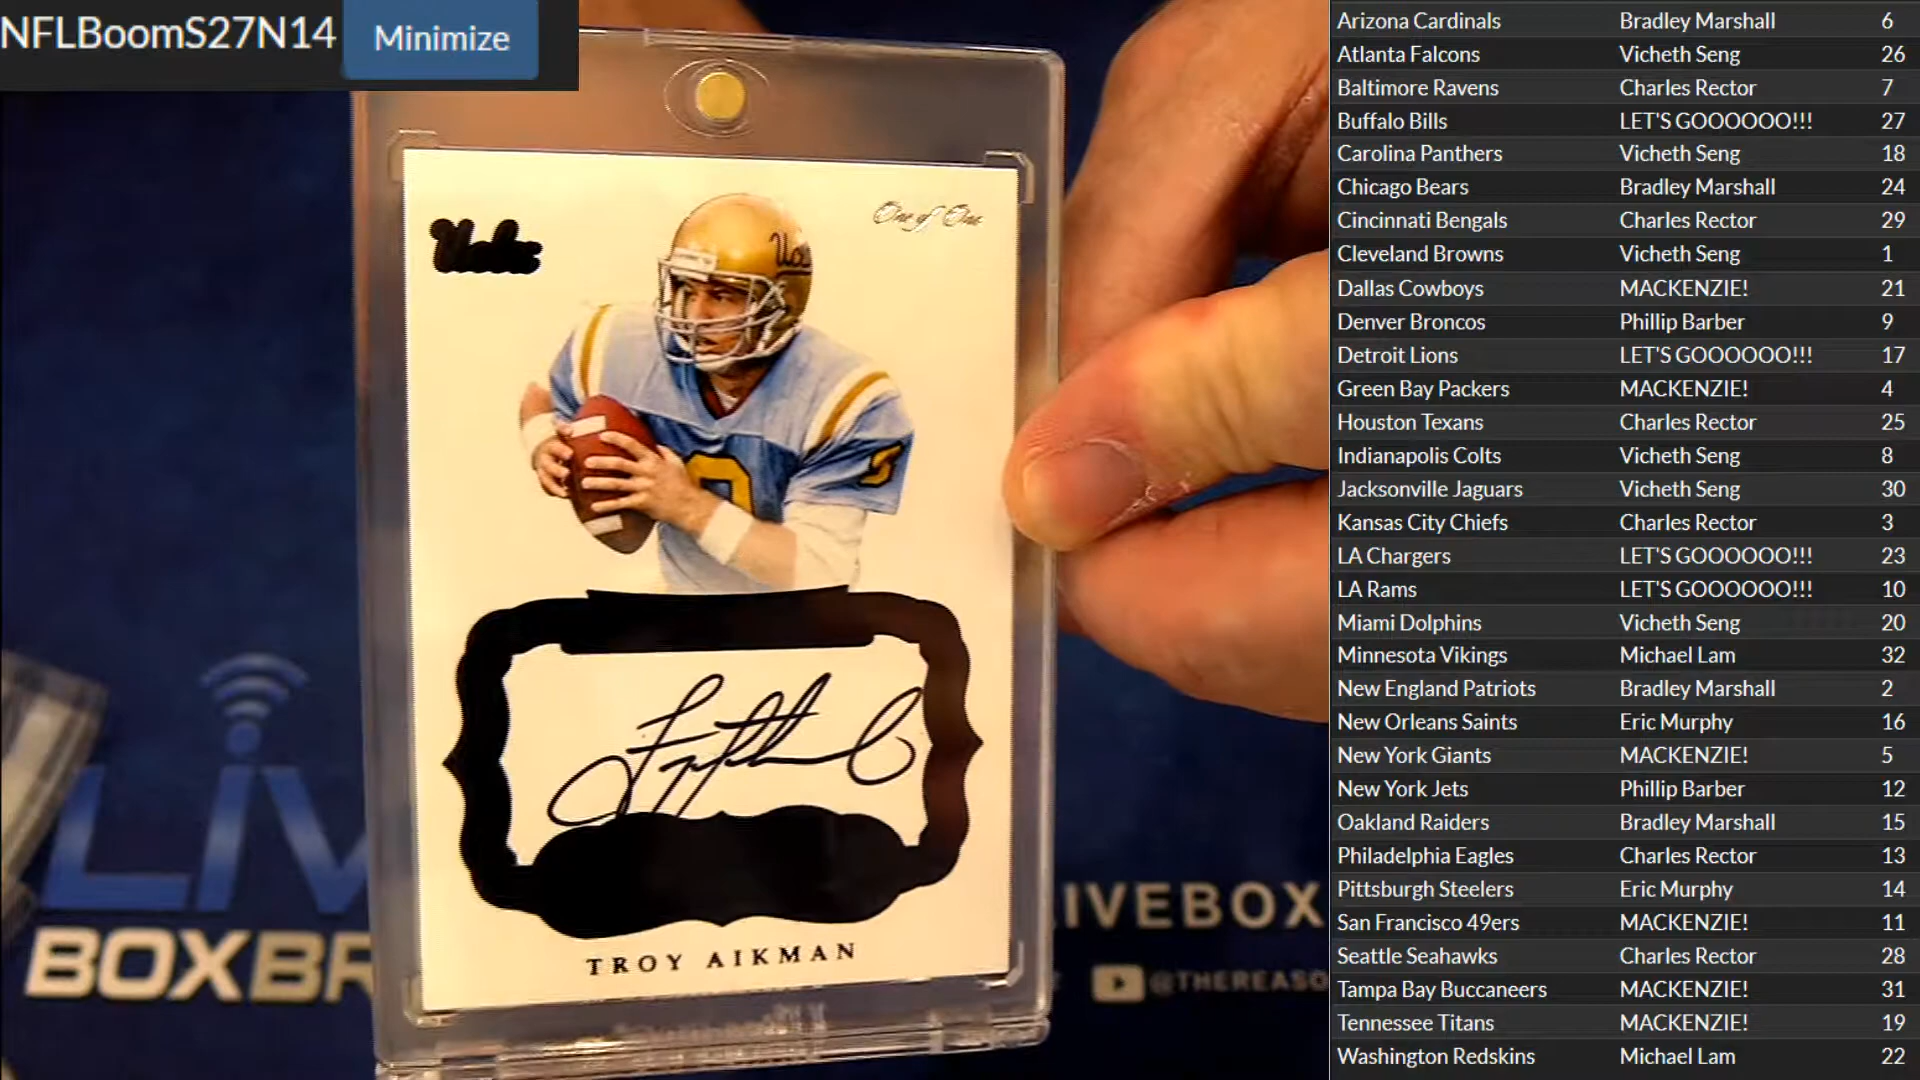 NFLBoomS27N14 Minimize
One of One
Ucla
TROY AIKMAN
LIV
BOXBR
LIVEBOX
@THEREASO
Arizona Cardinals Bradley Marshall 6
Atlanta Falcons Vicheth Seng 26
Baltimore Ravens Charles Rector 7
Buffalo Bills LET'S GOOOOOO!!! 27
Carolina Panthers Vicheth Seng 18
Chicago Bears Bradley Marshall 24
Cincinnati Bengals Charles Rector 29
Cleveland Browns Vicheth Seng 1
Dallas Cowboys MACKENZIE! 21
Denver Broncos Phillip Barber 9
Detroit Lions LET'S GOOOOOO!!! 17
Green Bay Packers MACKENZIE! 4
Houston Texans Charles Rector 25
Indianapolis Colts Vicheth Seng 8
Jacksonville Jaguars Vicheth Seng 30
Kansas City Chiefs Charles Rector 3
LA Chargers LET'S GOOOOOO!!! 23
LA Rams LET'S GOOOOOO!!! 10
Miami Dolphins Vicheth Seng 20
Minnesota Vikings Michael Lam 32
New England Patriots Bradley Marshall 2
New Orleans Saints Eric Murphy 16
New York Giants MACKENZIE! 5
New York Jets Phillip Barber 12
Oakland Raiders Bradley Marshall 15
Philadelphia Eagles Charles Rector 13
Pittsburgh Steelers Eric Murphy 14
San Francisco 49ers MACKENZIE! 11
Seattle Seahawks Charles Rector 28
Tampa Bay Buccaneers MACKENZIE! 31
Tennessee Titans MACKENZIE! 19
Washington Redskins Michael Lam 22